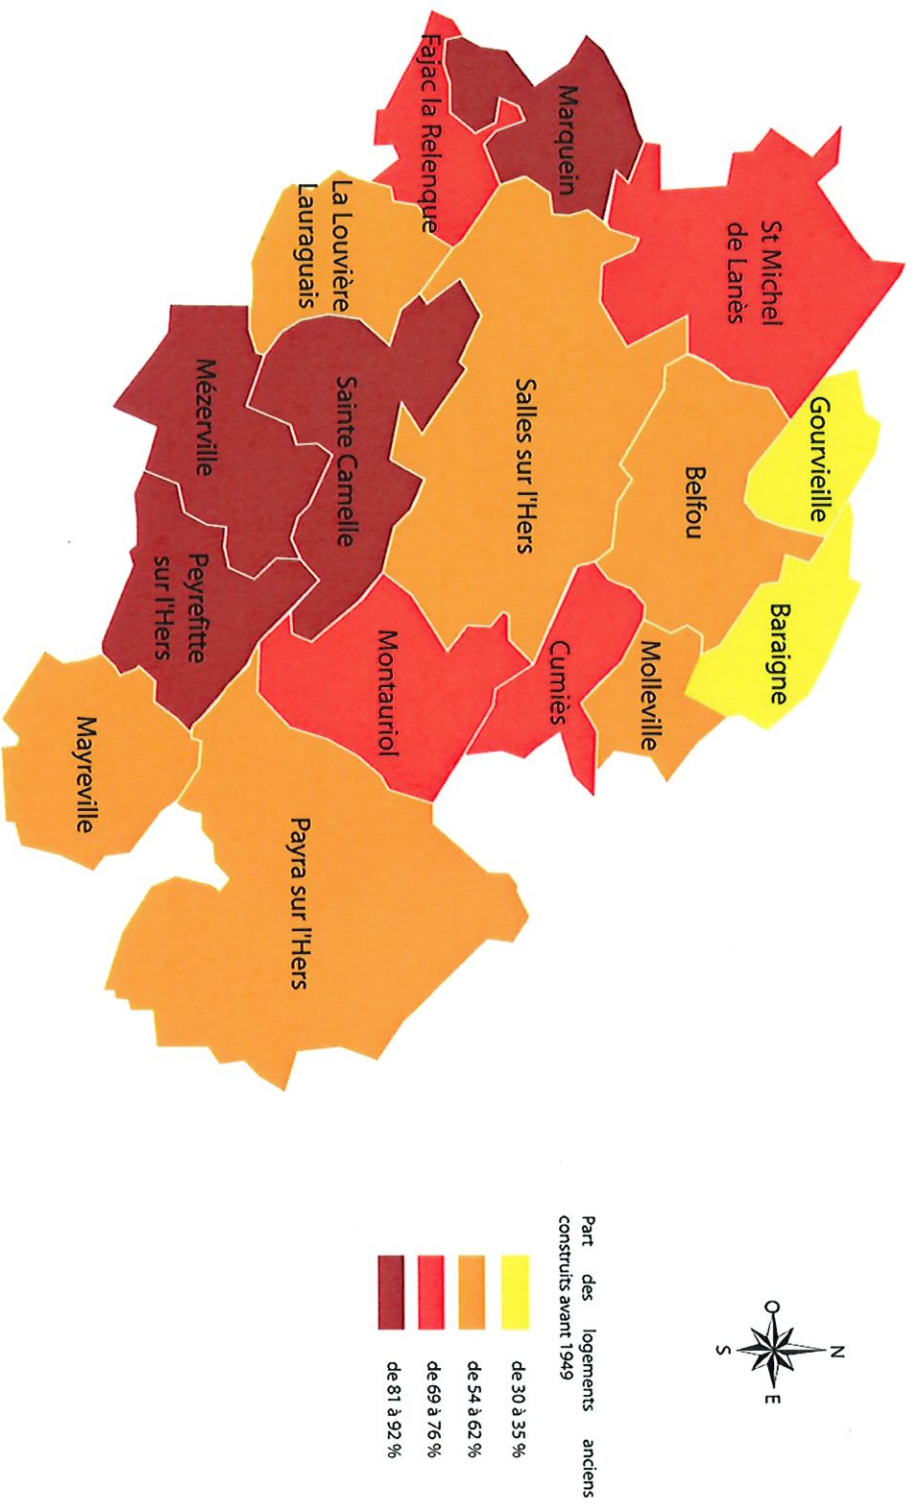 St Michel
de Lanès
Gourvieille
Baraigne
Marquein
Belfou
Molleville
Salles sur l'Hers
Cumiès
Fajac la Relenque
La Louvière
Lauraguais
Sainte Camelle
Montauriol
Mézerville
Peyrefitte
sur l'Hers
Payra sur l'Hers
Mayreville
N
O
E
S
Part des logements anciens
construits avant 1949
de 30 à 35 %
de 54 à 62 %
de 69 à 76 %
de 81 à 92 %